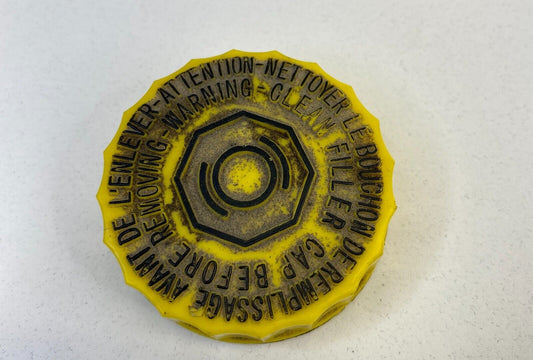 ATTENTION-NETTOYER LE BOUCHON DE REMPLISSAGE AVANT DE L'ENLEVER-
WARNING-CLEAN FILLER CAP BEFORE REMOVING-